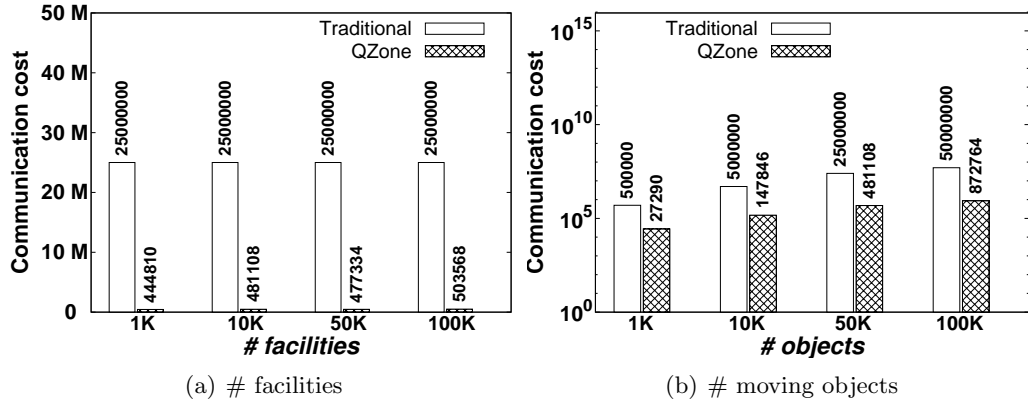 50 M
40 M
30 M
20 M
10 M
0
Communication cost
Traditional
QZone
25000000
444810
25000000
481108
25000000
477334
25000000
503568
1K
10K
50K
100K
# facilities
(a) # facilities
10^15
10^10
10^5
10^0
Communication cost
Traditional
QZone
500000
27290
5000000
147846
25000000
481108
50000000
872764
1K
10K
50K
100K
# objects
(b) # moving objects